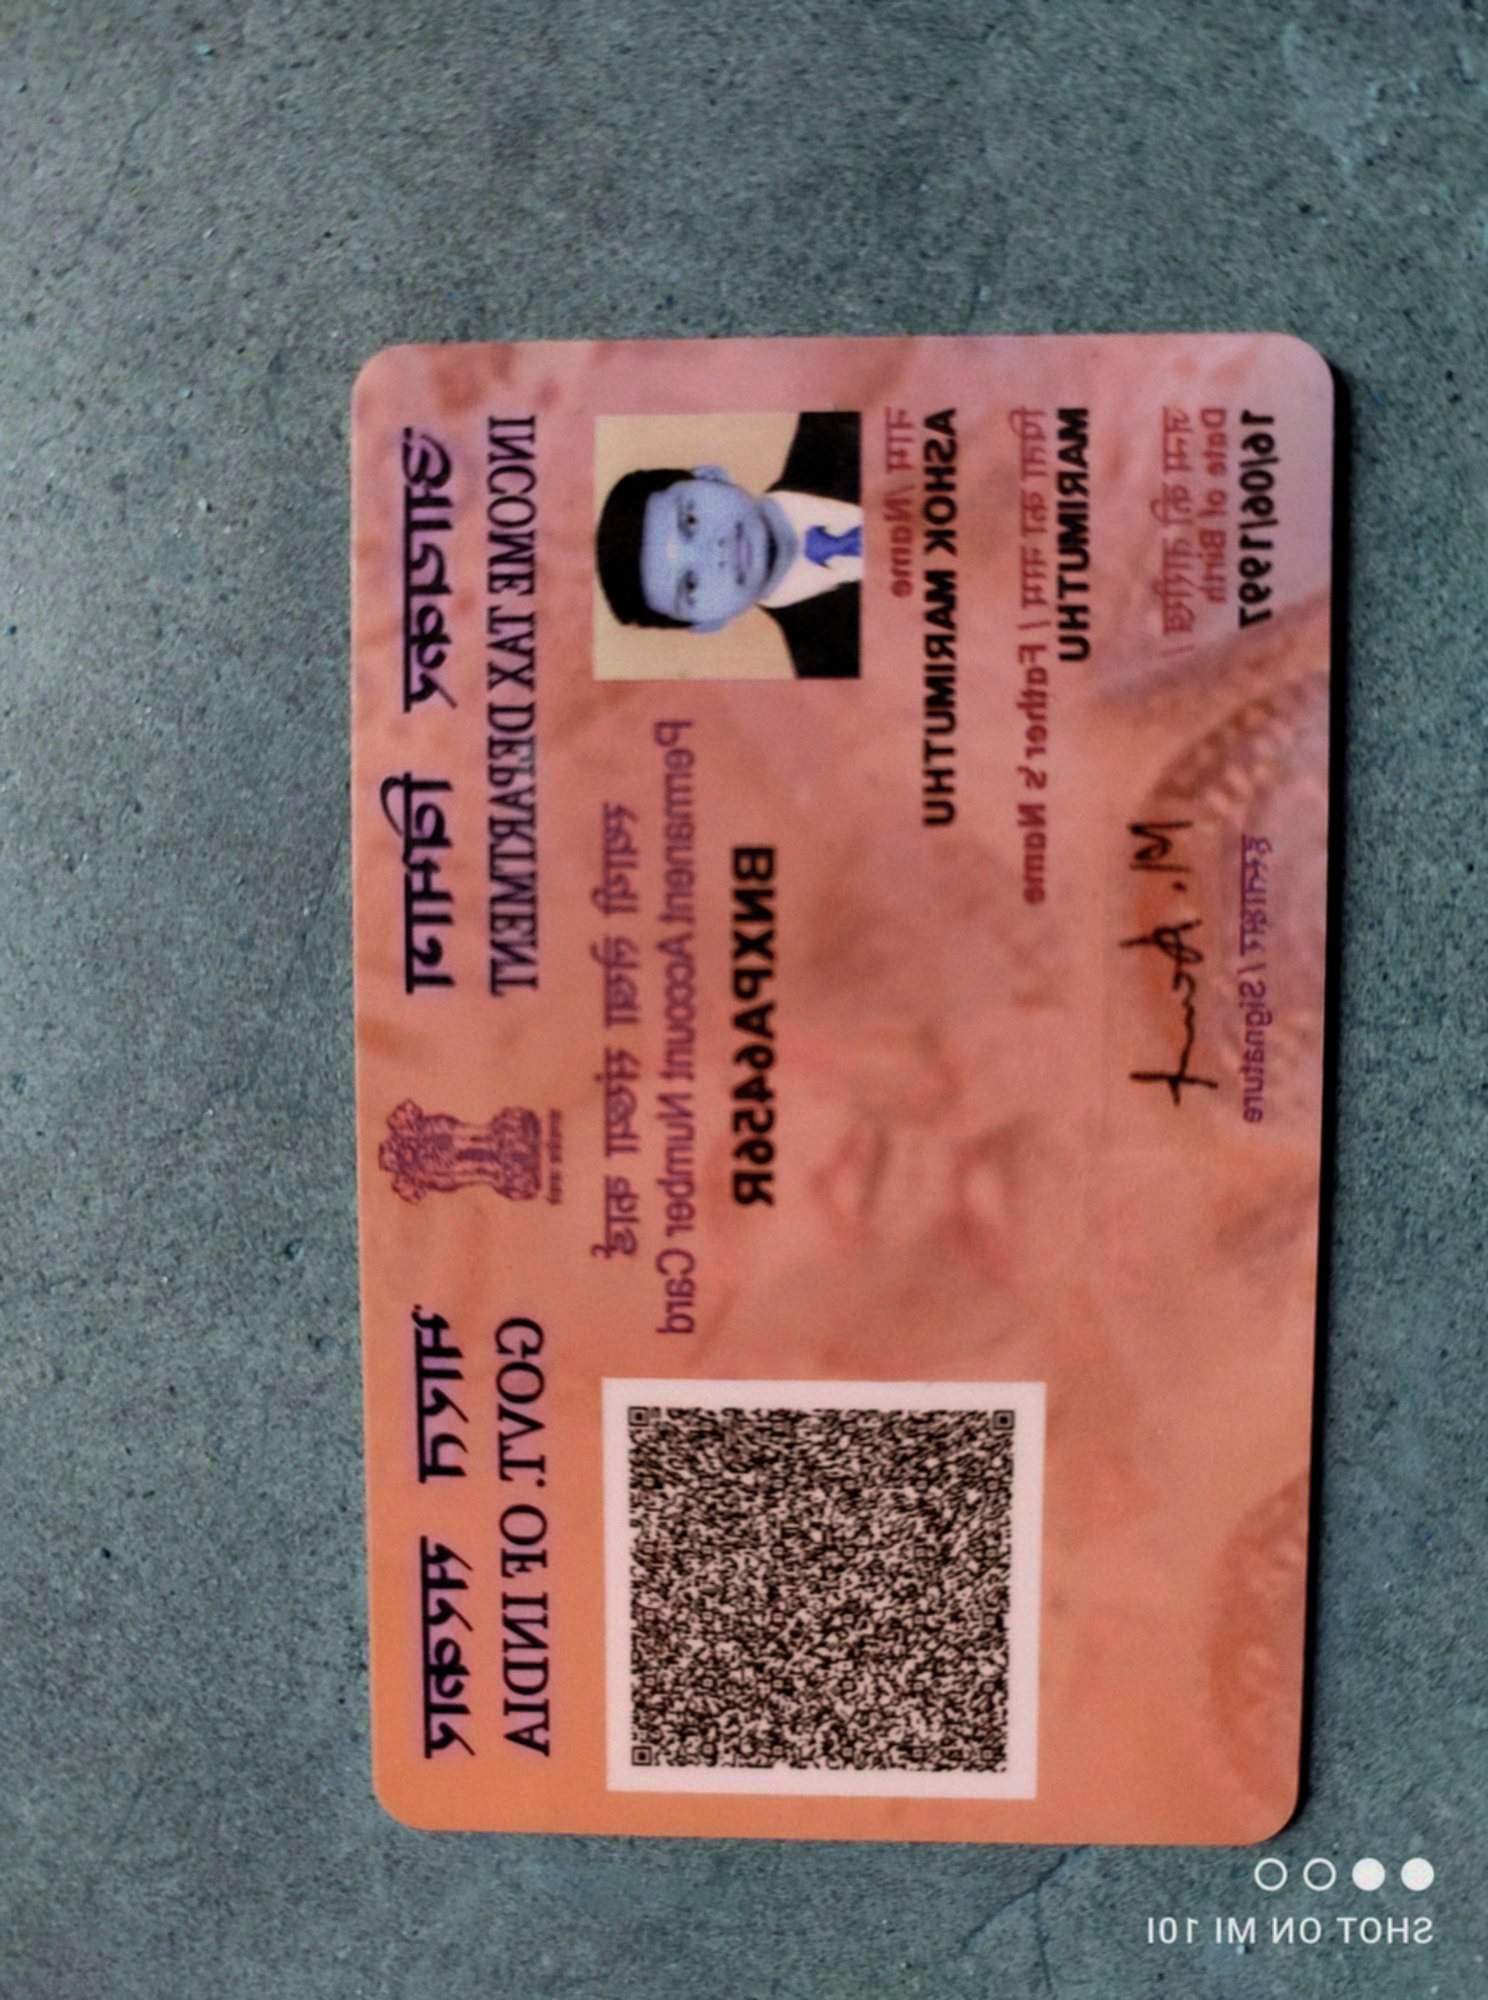 आयकर विभाग
INCOME TAX DEPARTMENT
भारत सरकार
GOVT. OF INDIA
स्थायी लेखा संख्या कार्ड
Permanent Account Number Card
BNXPA6456R
नाम / Name
ASHOK MARIMUTHU
पिता का नाम / Father's Name
MARIMUTHU
जन्म की तारीख /
Date of Birth
16/06/1997
M. Ashok
हस्ताक्षर / Signature
SHOT ON MI 10I